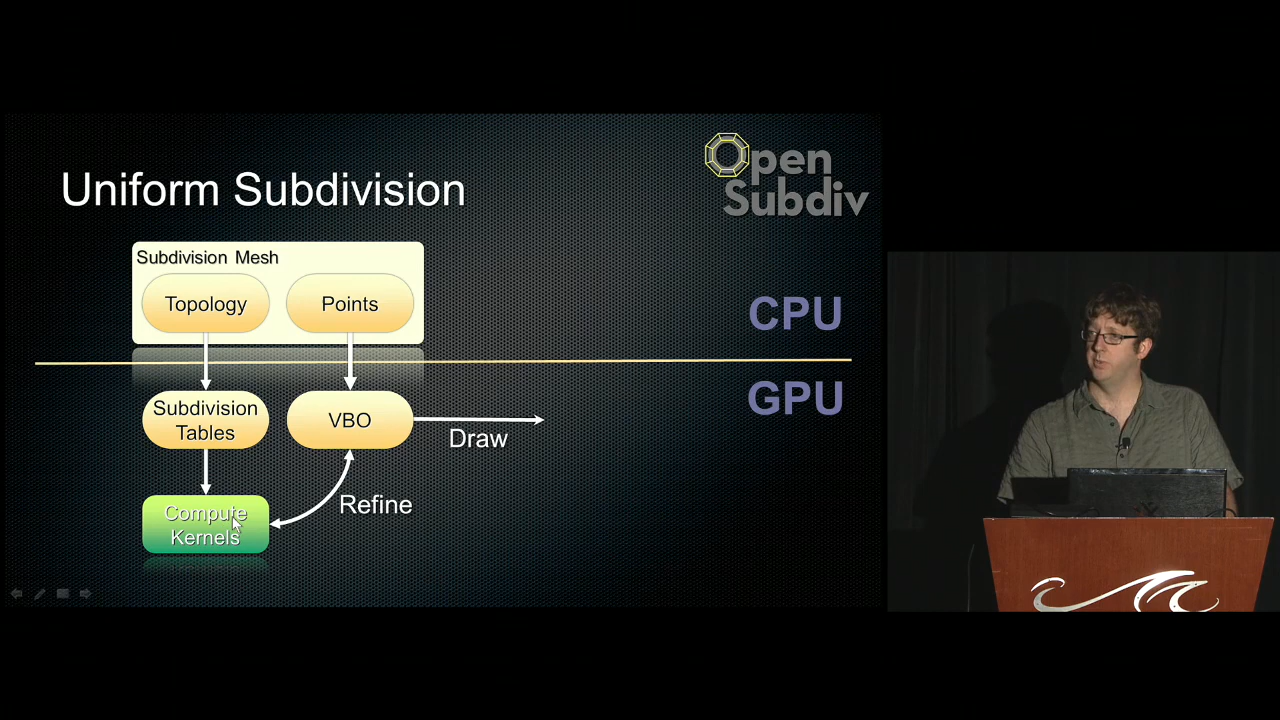 Open
Subdiv
Uniform Subdivision
Subdivision Mesh
Topology
Points
CPU
GPU
Subdivision
Tables
VBO
Draw
Refine
Compute
Kernels